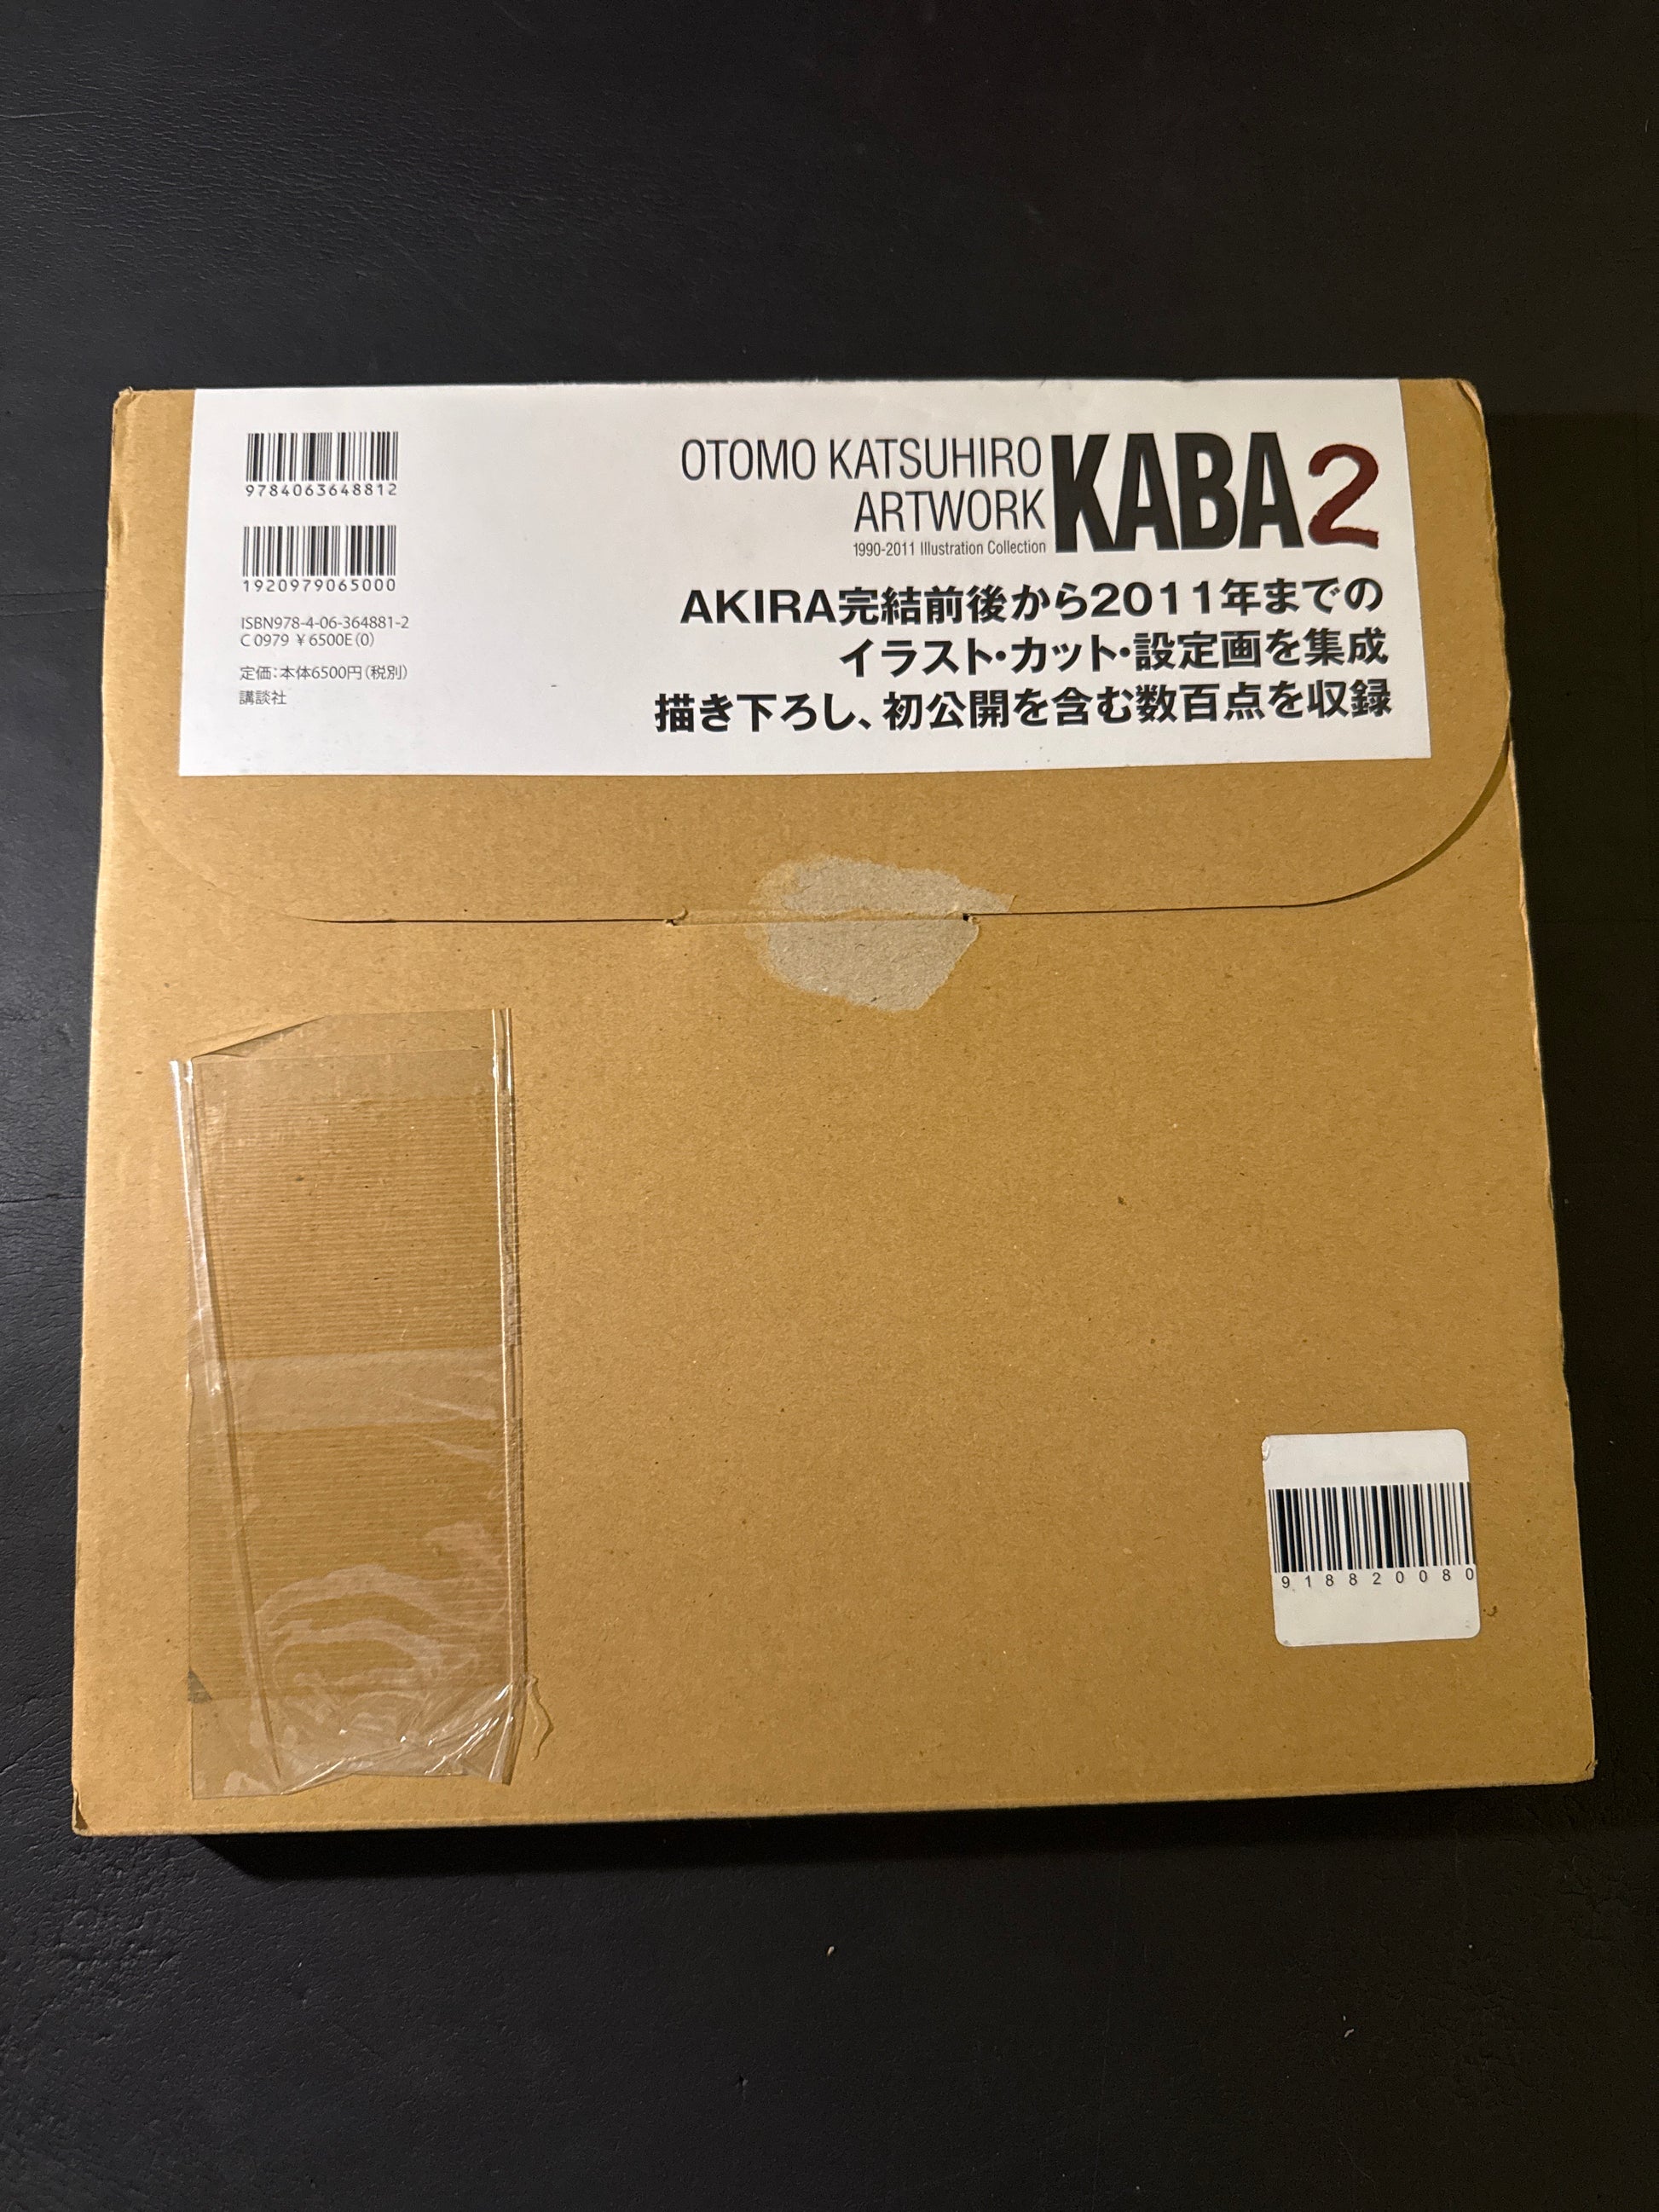 9784063648812
1920979065000
ISBN978-4-06-364881-2
C0979 ¥6500E(0)
定価：本体6500円（税別）
講談社
OTOMO KATSUHIRO
ARTWORK
1990-2011 Illustration Collection
KABA2
AKIRA完結前後から2011年までの
イラスト・カット・設定画を集成
描き下ろし、初公開を含む数百点を収録
918820080